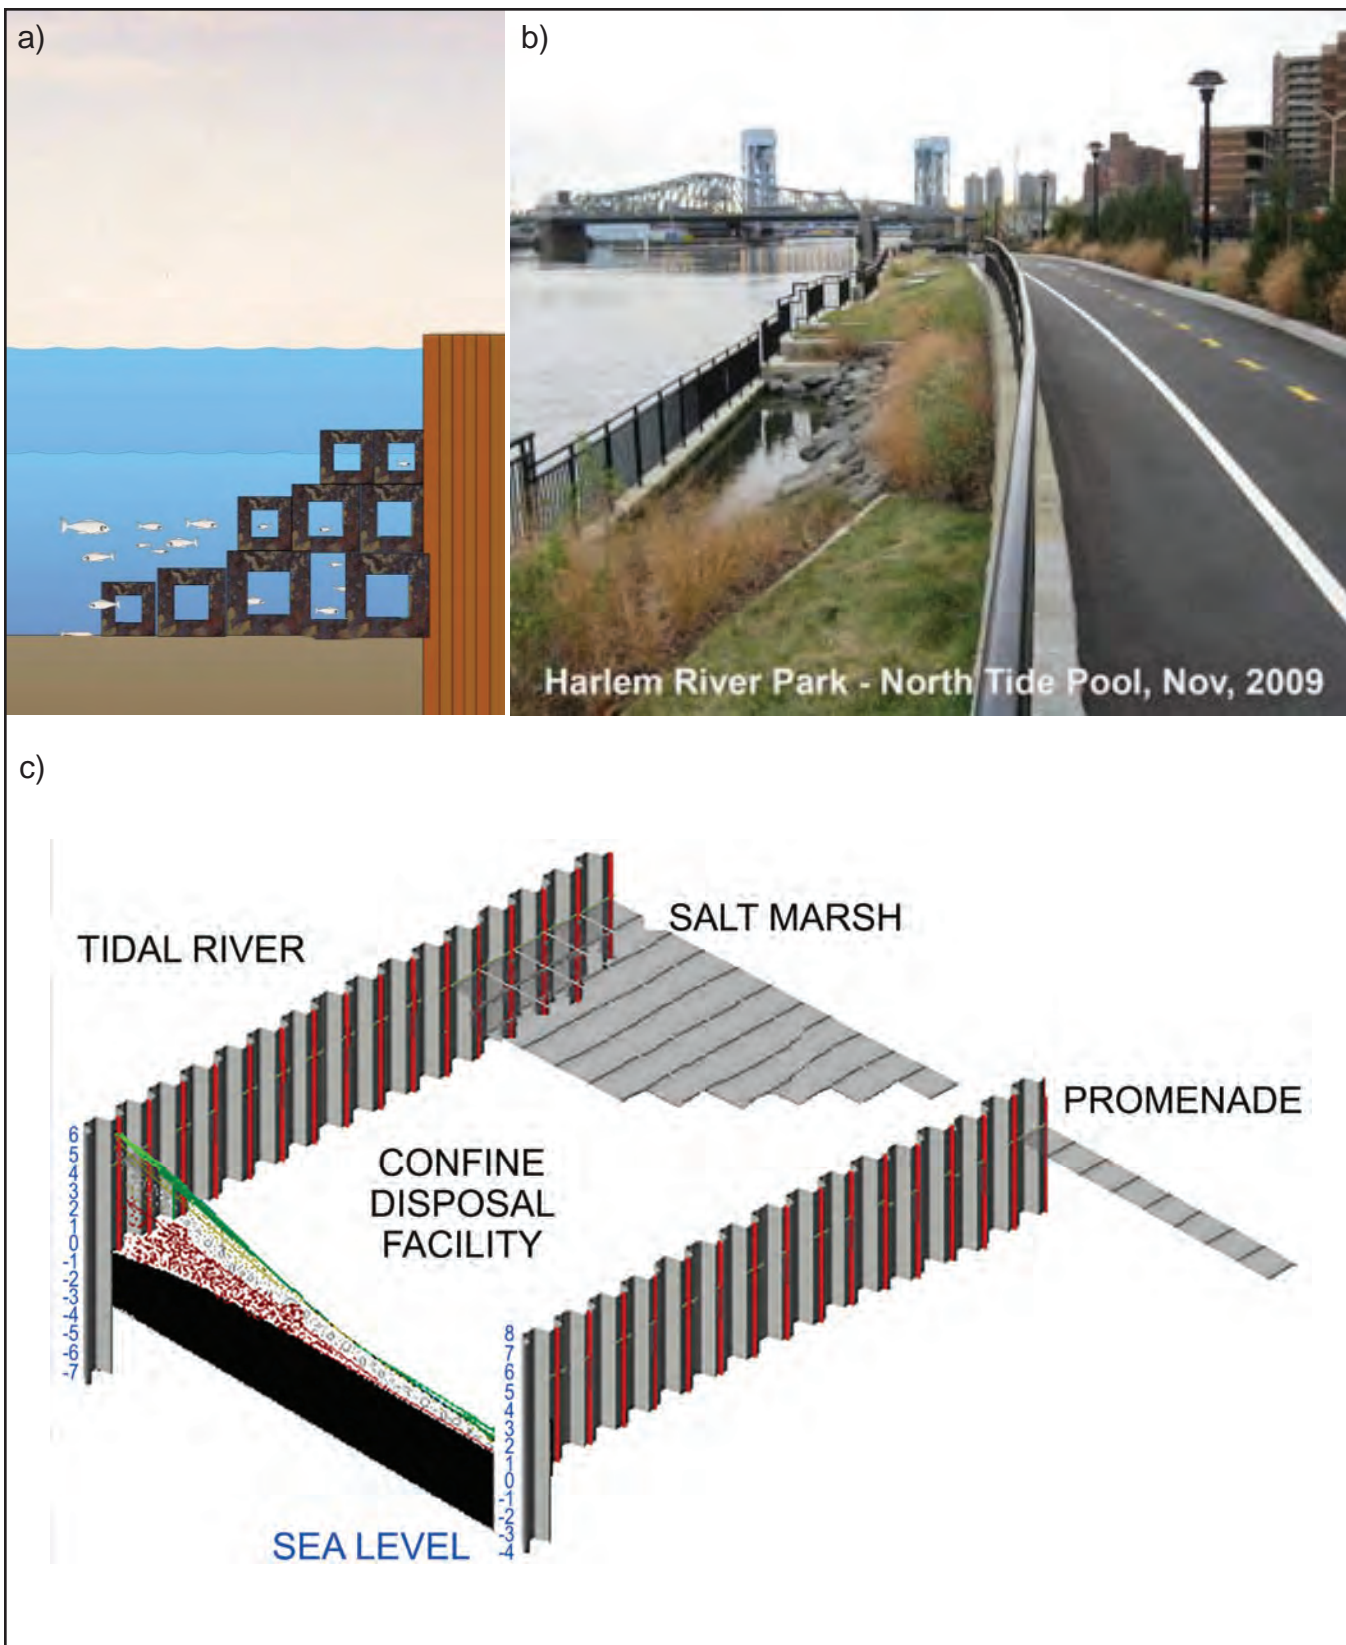 a)
b)
Harlem River Park - North Tide Pool, Nov, 2009
c)
TIDAL RIVER
SALT MARSH
PROMENADE
CONFINE
DISPOSAL
FACILITY
6
5
4
3
2
1
0
-1
-2
-3
-4
-5
-6
-7
8
7
6
5
4
3
2
1
0
-1
-2
-3
-4
SEA LEVEL